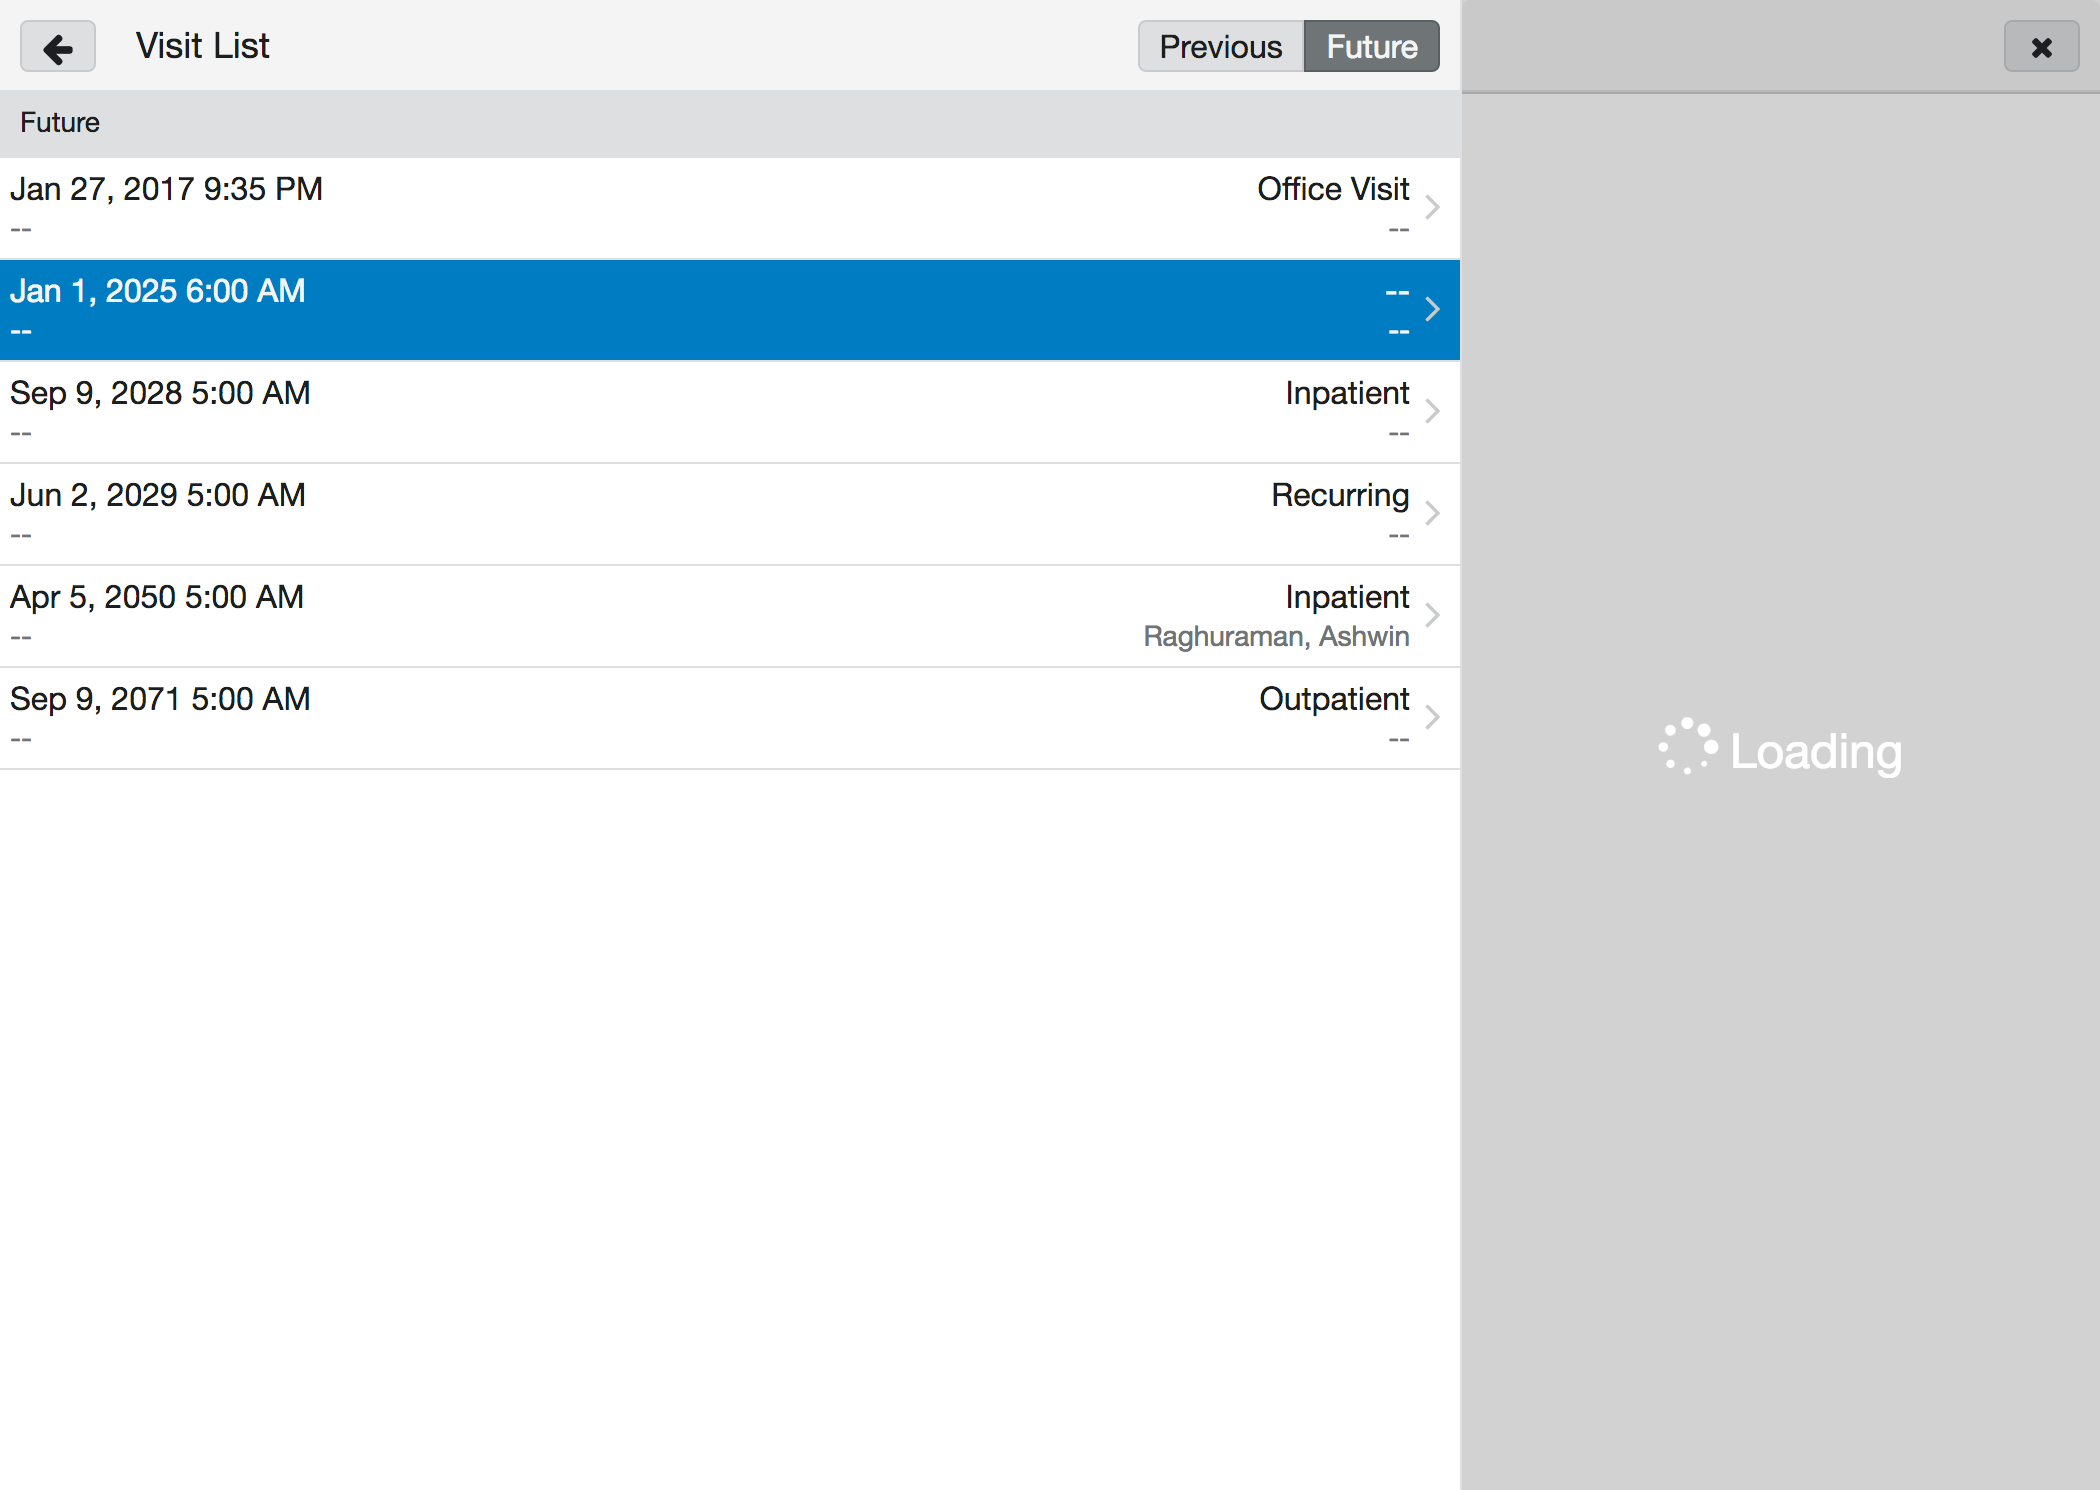 Visit List
Previous Future
Future
Jan 27, 2017 9:35 PM Office Visit
-- --
Jan 1, 2025 6:00 AM --
-- --
Sep 9, 2028 5:00 AM Inpatient
-- --
Jun 2, 2029 5:00 AM Recurring
-- --
Apr 5, 2050 5:00 AM Inpatient
-- Raghuraman, Ashwin
Sep 9, 2071 5:00 AM Outpatient
-- --
Loading